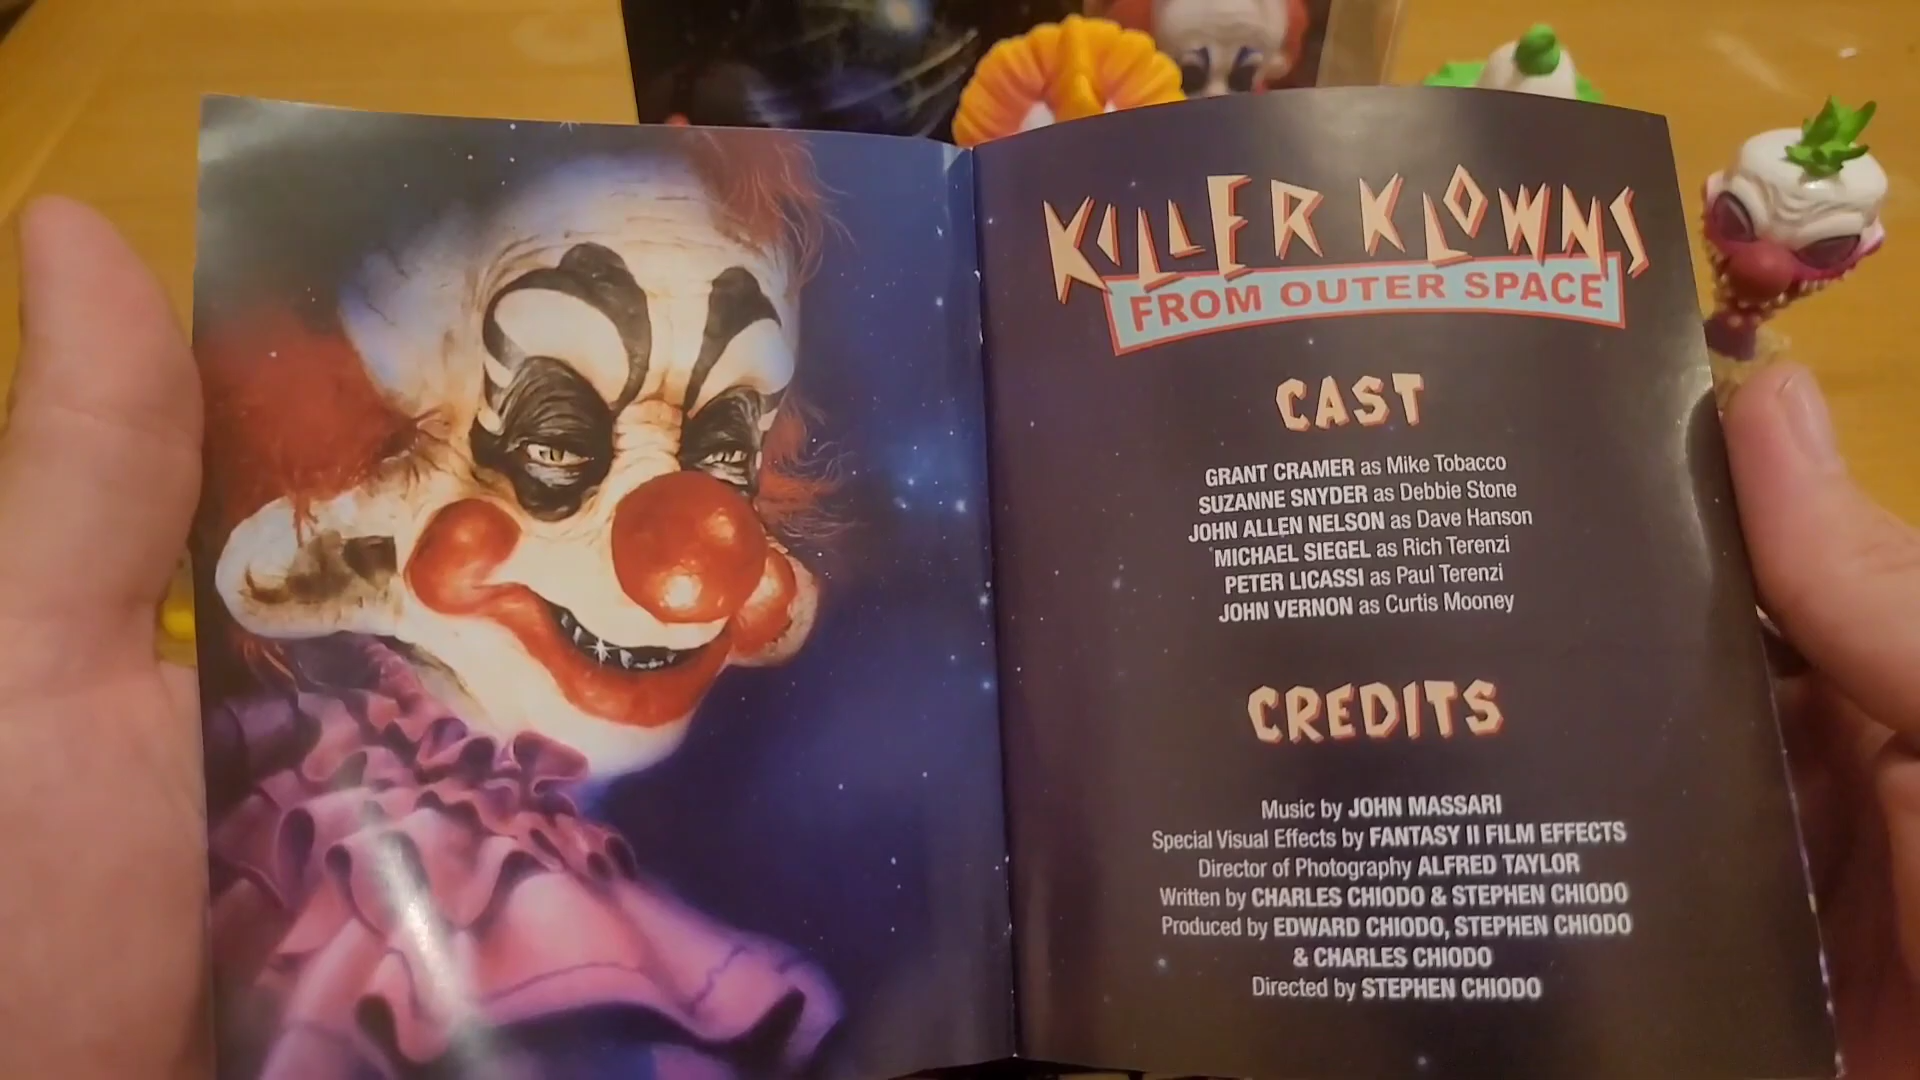 KILLER KLOWNS
FROM OUTER SPACE
CAST
GRANT CRAMER as Mike Tobacco
SUZANNE SNYDER as Debbie Stone
JOHN ALLEN NELSON as Dave Hanson
MICHAEL SIEGEL as Rich Terenzi
PETER LICASSI as Paul Terenzi
JOHN VERNON as Curtis Mooney
CREDITS
Music by JOHN MASSARI
Special Visual Effects by FANTASY II FILM EFFECTS
Director of Photography ALFRED TAYLOR
Written by CHARLES CHIODO & STEPHEN CHIODO
Produced by EDWARD CHIODO, STEPHEN CHIODO
& CHARLES CHIODO
Directed by STEPHEN CHIODO